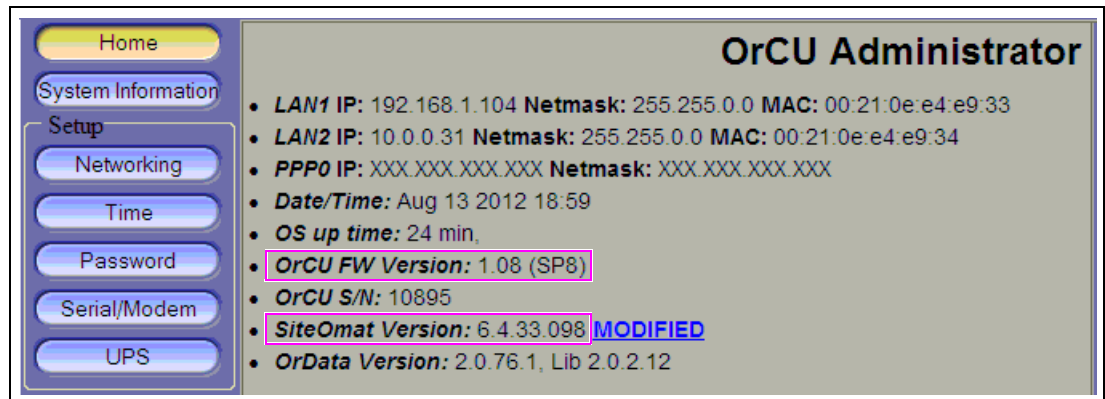 Home
System Information
Setup
Networking
Time
Password
Serial/Modem
UPS
OrCU Administrator
LAN1 IP: 192.168.1.104 Netmask: 255.255.0.0 MAC: 00:21:0e:e4:e9:33
LAN2 IP: 10.0.0.31 Netmask: 255.255.0.0 MAC: 00:21:0e:e4:e9:34
PPP0 IP: XXX.XXX.XXX.XXX Netmask: XXX.XXX.XXX.XXX
Date/Time: Aug 13 2012 18:59
OS up time: 24 min,
OrCU FW Version: 1.08 (SP8)
OrCU S/N: 10895
SiteOmat Version: 6.4.33.098 MODIFIED
OrData Version: 2.0.76.1, Lib 2.0.2.12